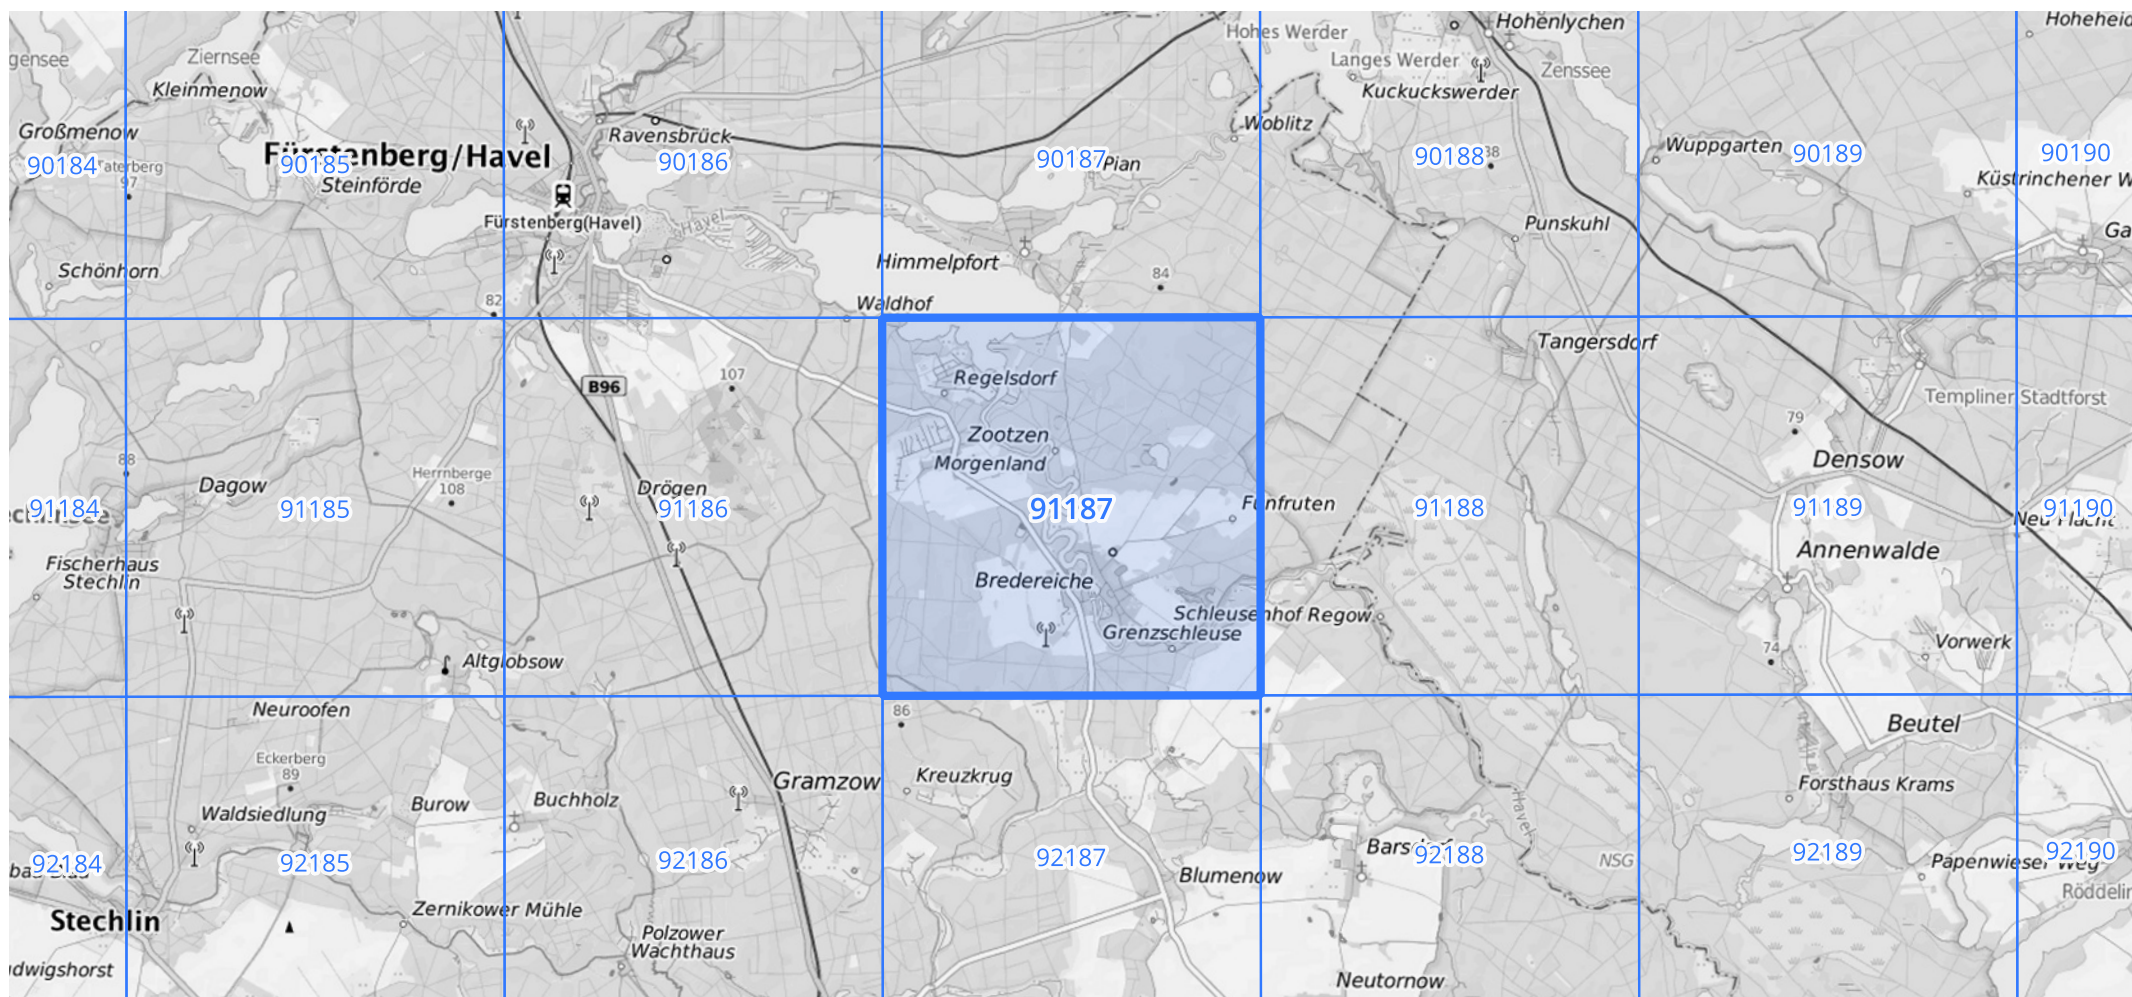 Hohenlychen
Hoheheid
Hohes Werder
gensee
Ziernsee
Langes Werder
Zenssee
Kleinmenow
Kuckuckswerder
Großmenow
Ravensbrück
Woblitz
Wuppgarten
Fürstenberg/Havel
90184
90185
90186
90187
Pian
90188
88
90189
90190
Taterberg
97
Steinförde
Küstrinchener W
Fürstenberg(Havel)
Havel
Punskuhl
Ga
Schönhorn
Himmelpfort
84
82
Waldhof
Tangersdorf
B96
107
Regelsdorf
Templiner Stadtforst
79
Zootzen
88
Herrnberge
108
Morgenland
Densow
Dagow
Drögen
Fünfruten
91184
91185
91186
91187
91188
91189
91190
Annenwalde
Fischerhaus
Stechlin
Bredereiche
Schleusenhof Regow
Grenzschleuse
Altglobsow
74
Vorwerk
Neuroofen
86
Beutel
Eckerberg
89
Gramzow
Kreuzkrug
Forsthaus Krams
Waldsiedlung
Burow
Buchholz
Havel
92184
92185
92186
92187
92188
92189
92190
NSG
Papenwieser Weg
Blumenow
Röddelin
Stechlin
Zernikower Mühle
Polzower
Wachthaus
udwigshorst
Neutornow